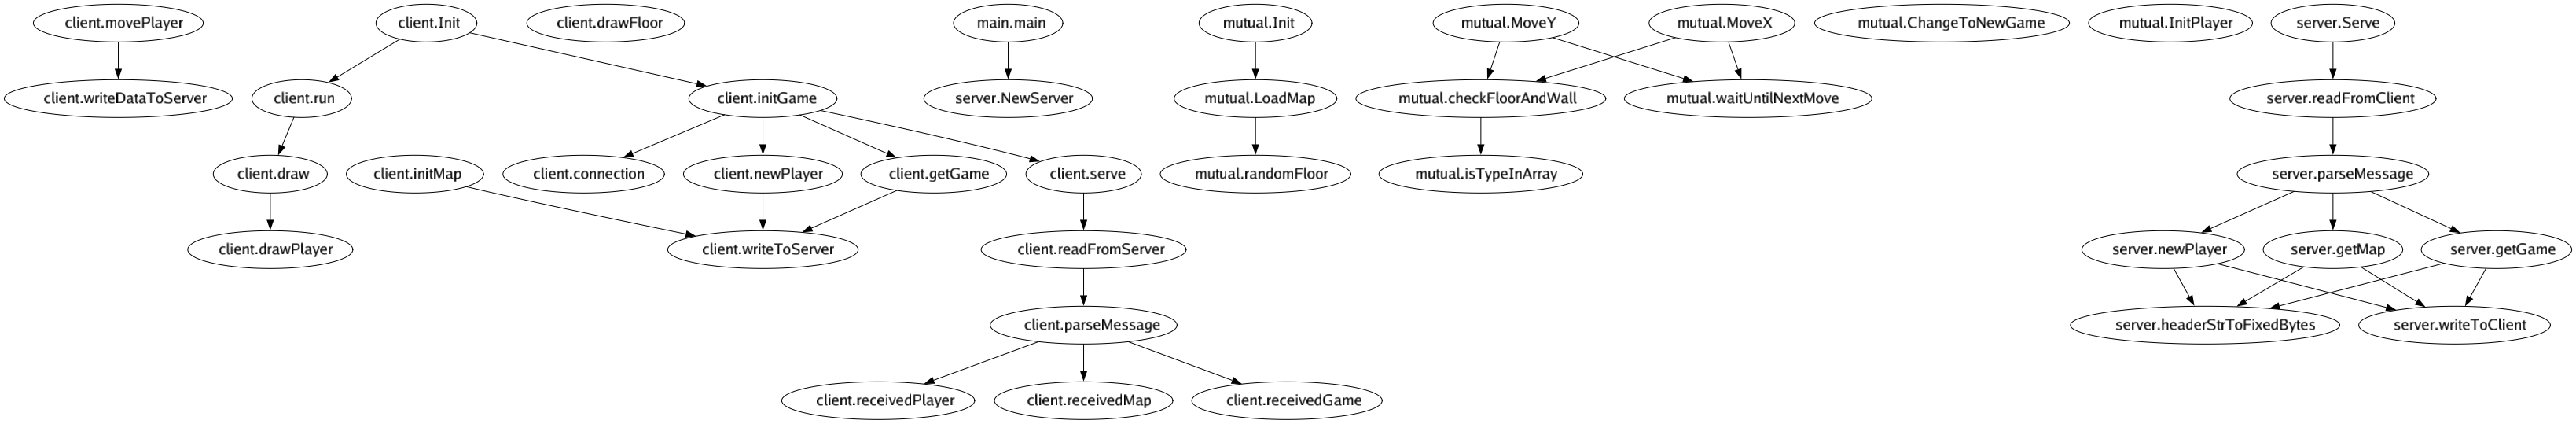 client.movePlayer
client.Init
client.drawFloor
main.main
mutual.Init
mutual.MoveY
mutual.MoveX
mutual.ChangeToNewGame
mutual.InitPlayer
server.Serve
client.writeDataToServer
client.run
client.initGame
server.NewServer
mutual.LoadMap
mutual.checkFloorAndWall
mutual.waitUntilNextMove
server.readFromClient
client.draw
client.initMap
client.connection
client.newPlayer
client.getGame
client.serve
mutual.randomFloor
mutual.isTypeInArray
server.parseMessage
client.drawPlayer
client.writeToServer
client.readFromServer
server.newPlayer
server.getMap
server.getGame
client.parseMessage
server.headerStrToFixedBytes
server.writeToClient
client.receivedPlayer
client.receivedMap
client.receivedGame